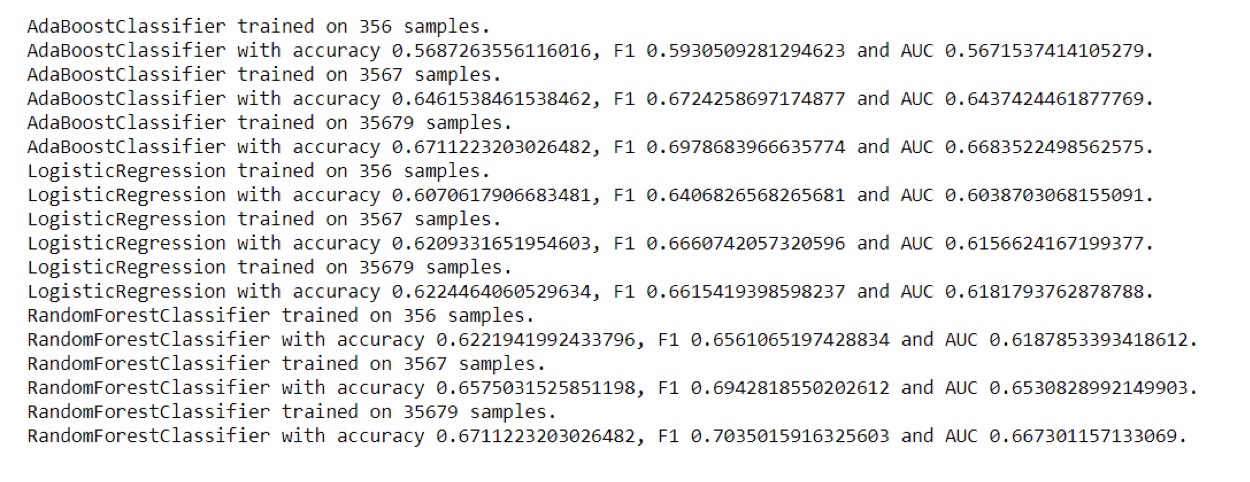 AdaBoostClassifier trained on 356 samples.
AdaBoostClassifier with accuracy 0.5687263556116016, F1 0.5930509281294623 and AUC 0.5671537414105279.
AdaBoostClassifier trained on 3567 samples.
AdaBoostClassifier with accuracy 0.6461538461538462, F1 0.6724258697174877 and AUC 0.6437424461877769.
AdaBoostClassifier trained on 35679 samples.
AdaBoostClassifier with accuracy 0.6711223203026482, F1 0.6978683966635774 and AUC 0.6683522498562575.
LogisticRegression trained on 356 samples.
LogisticRegression with accuracy 0.6070617906683481, F1 0.6406826568265681 and AUC 0.6038703068155091.
LogisticRegression trained on 3567 samples.
LogisticRegression with accuracy 0.6209331651954603, F1 0.6660742057320596 and AUC 0.6156624167199377.
LogisticRegression trained on 35679 samples.
LogisticRegression with accuracy 0.6224464060529634, F1 0.6615419398598237 and AUC 0.6181793762878788.
RandomForestClassifier trained on 356 samples.
RandomForestClassifier with accuracy 0.6221941992433796, F1 0.6561065197428834 and AUC 0.6187853393418612.
RandomForestClassifier trained on 3567 samples.
RandomForestClassifier with accuracy 0.6575031525851198, F1 0.6942818550202612 and AUC 0.6530828992149903.
RandomForestClassifier trained on 35679 samples.
RandomForestClassifier with accuracy 0.6711223203026482, F1 0.7035015916325603 and AUC 0.667301157133069.